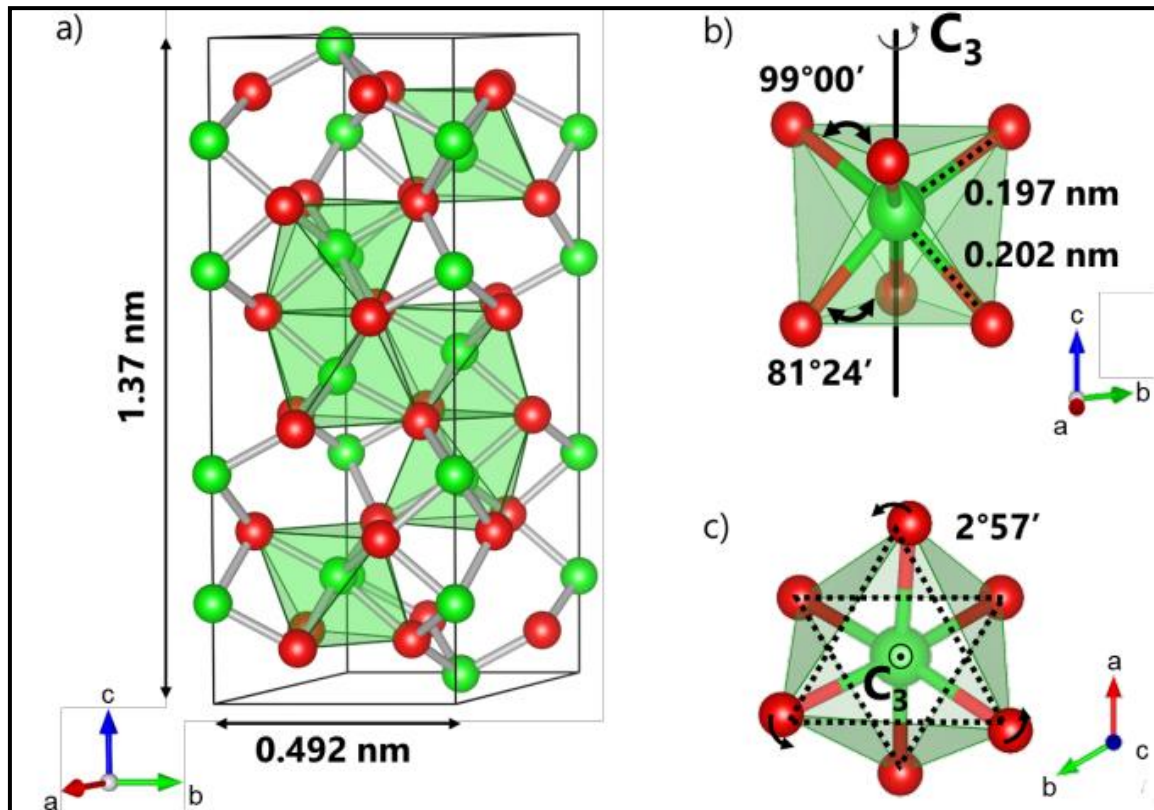 a)
1.37 nm
0.492 nm
c
a
b
b)
C3
99°00′
0.197 nm
0.202 nm
81°24′
c
b
a
c)
2°57′
C3
a
b
c